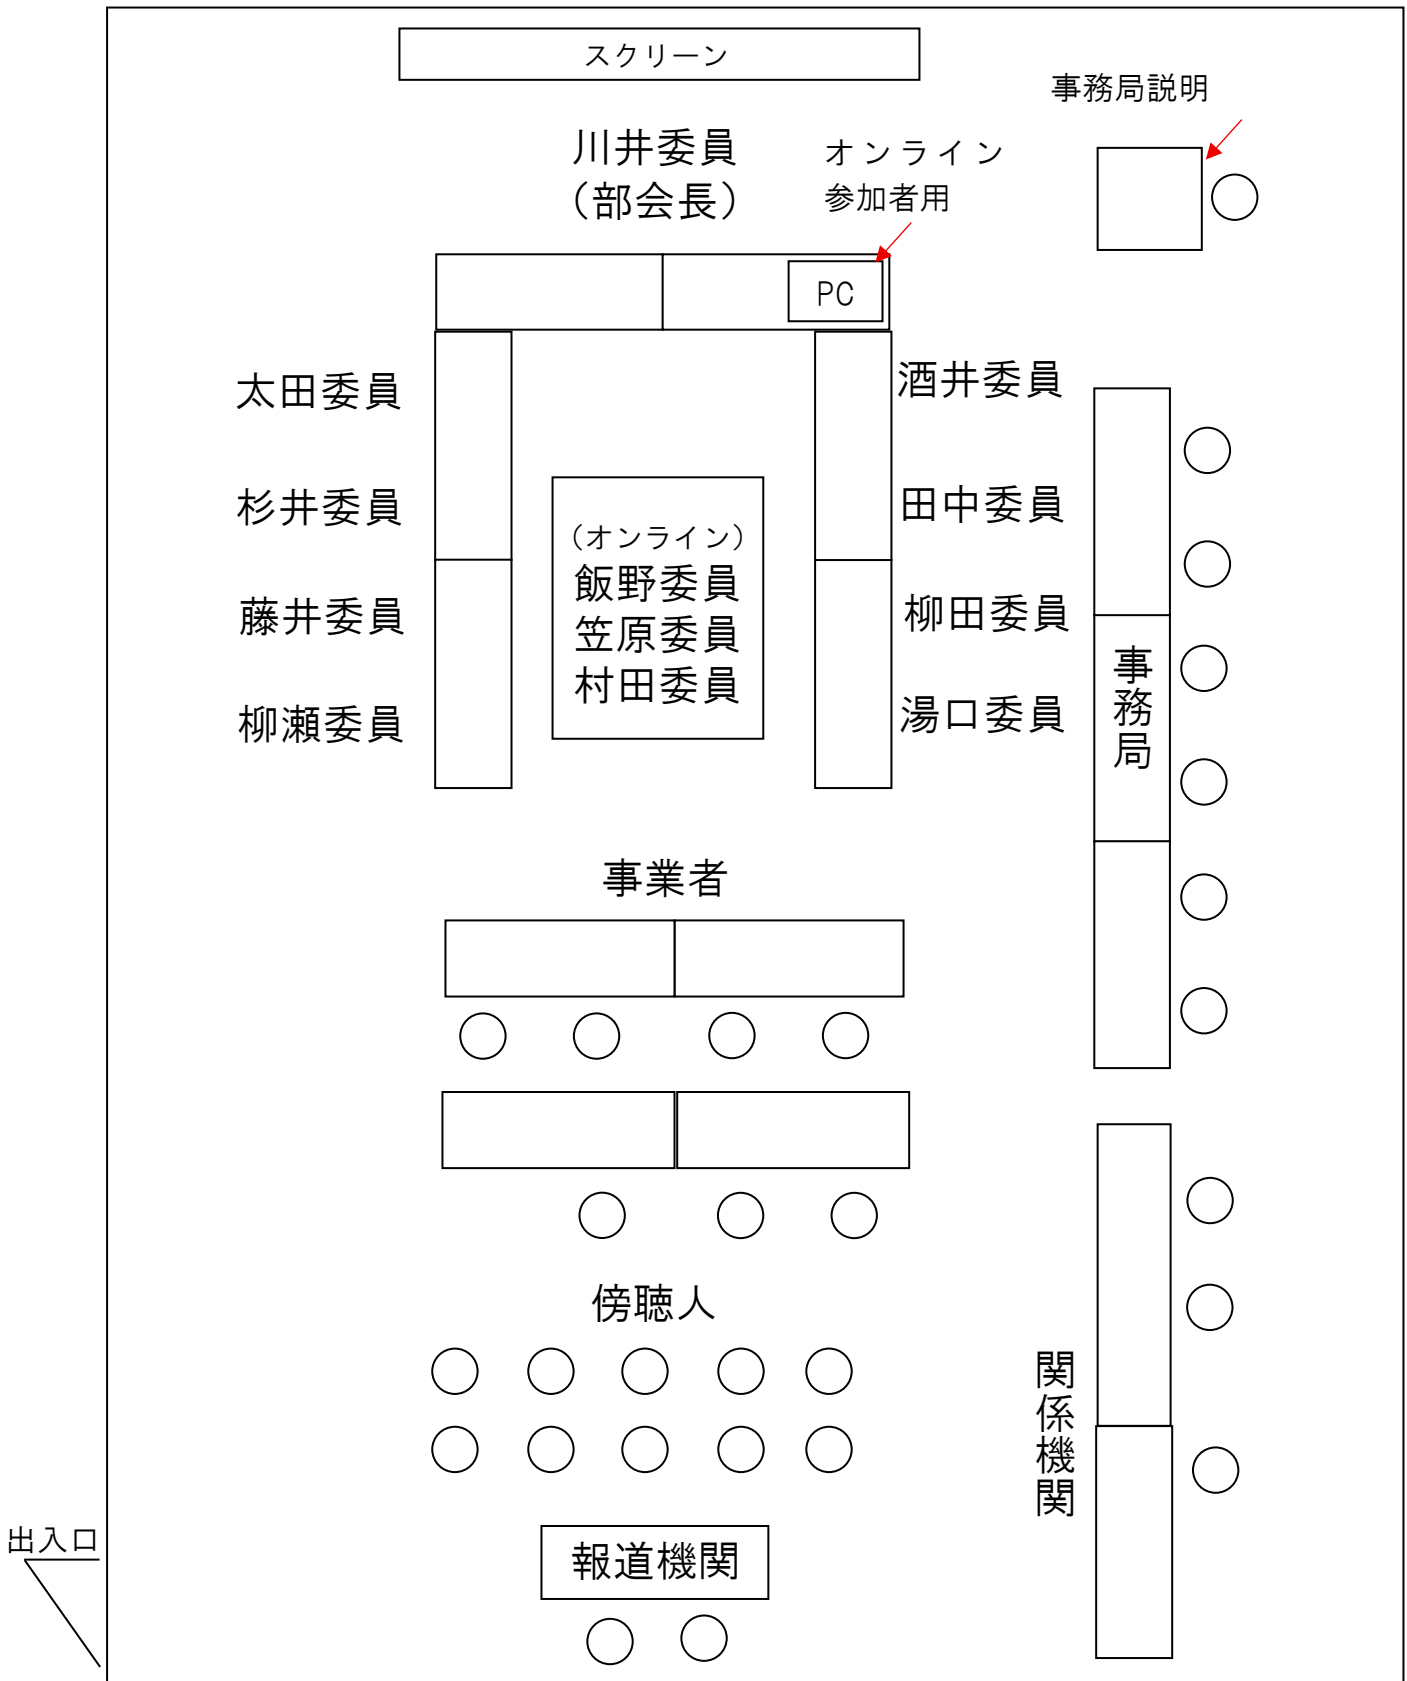 スクリーン
事務局説明
川井委員
（部会長）
オンライン
参加者用
PC
太田委員
酒井委員
杉井委員
田中委員
（オンライン）
飯野委員
笠原委員
村田委員
藤井委員
柳田委員
柳瀬委員
湯口委員
事務局
事業者
傍聴人
関係機関
出入口
報道機関